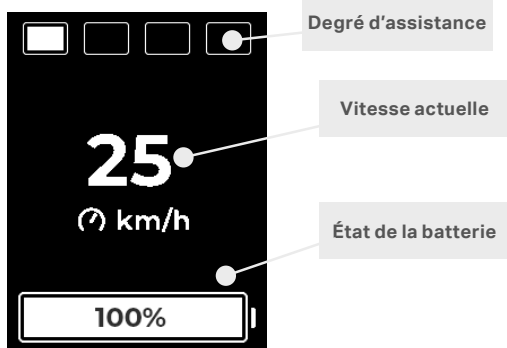 Degré d’assistance
Vitesse actuelle
25
km/h
État de la batterie
100%